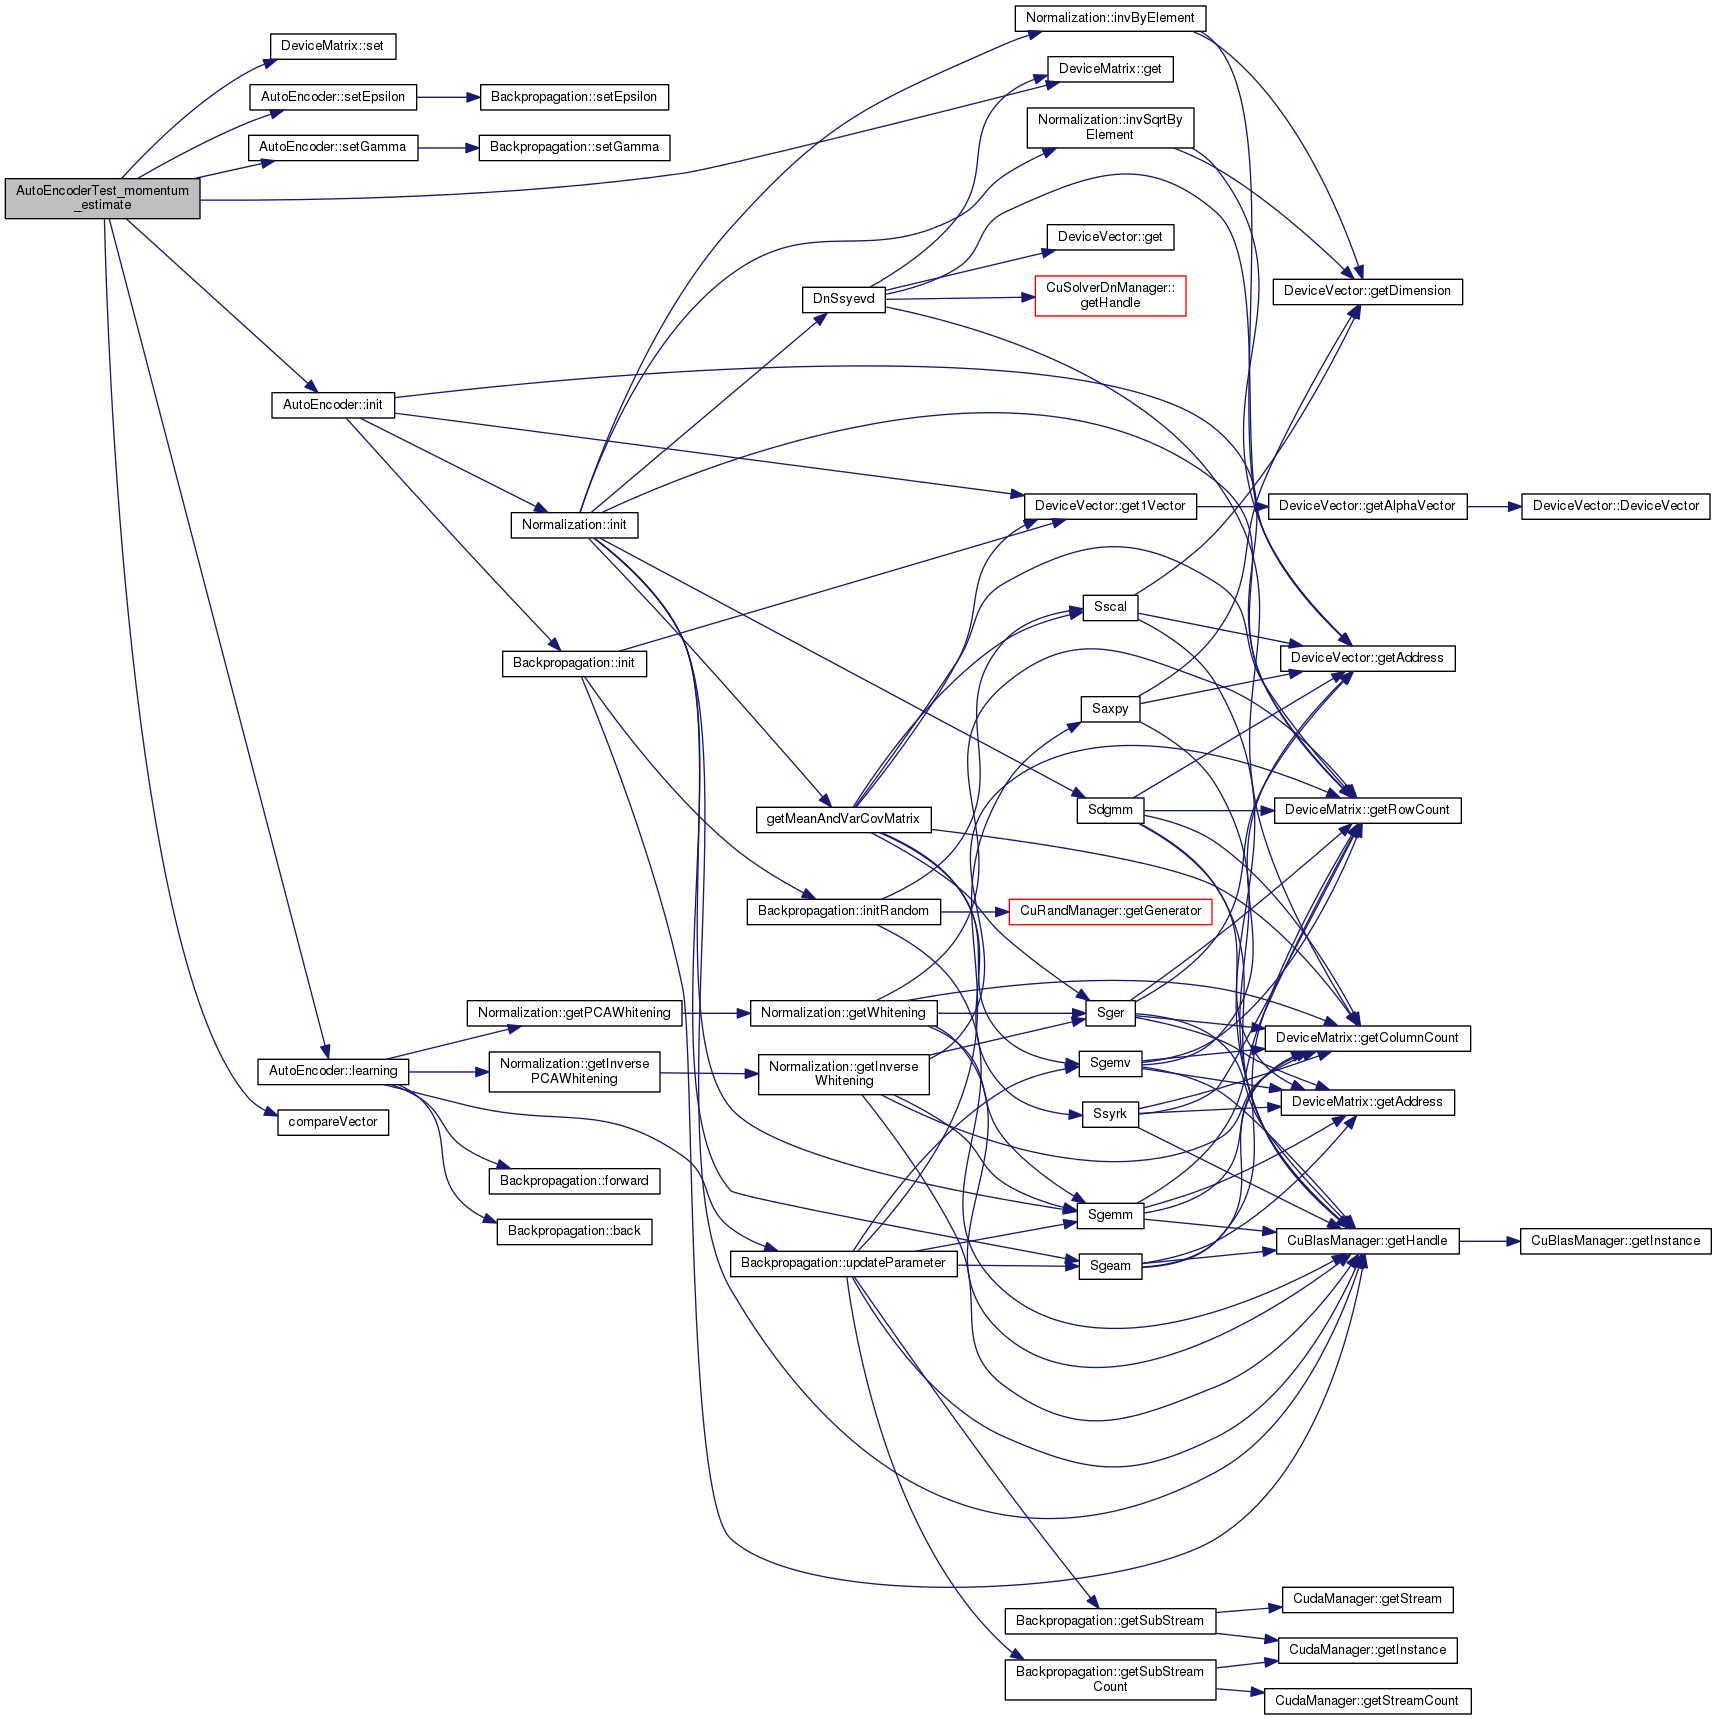 AutoEncoderTest_momentum
_estimate
DeviceMatrix::set
AutoEncoder::setEpsilon
Backpropagation::setEpsilon
AutoEncoder::setGamma
Backpropagation::setGamma
AutoEncoder::init
Normalization::init
Backpropagation::init
AutoEncoder::learning
compareVector
Normalization::getPCAWhitening
Normalization::getInverse
PCAWhitening
Backpropagation::forward
Backpropagation::back
DnSsyevd
getMeanAndVarCovMatrix
Backpropagation::initRandom
Normalization::getWhitening
Normalization::getInverse
Whitening
Backpropagation::updateParameter
Normalization::invByElement
DeviceMatrix::get
Normalization::invSqrtBy
Element
DeviceVector::get
CuSolverDnManager::
getHandle
DeviceVector::get1Vector
Sscal
Saxpy
Sdgmm
CuRandManager::getGenerator
Sger
Sgemv
Ssyrk
Sgemm
Sgeam
Backpropagation::getSubStream
Backpropagation::getSubStream
Count
DeviceVector::getDimension
DeviceVector::getAlphaVector
DeviceVector::DeviceVector
DeviceVector::getAddress
DeviceMatrix::getRowCount
DeviceMatrix::getColumnCount
DeviceMatrix::getAddress
CuBlasManager::getHandle
CuBlasManager::getInstance
CudaManager::getStream
CudaManager::getInstance
CudaManager::getStreamCount